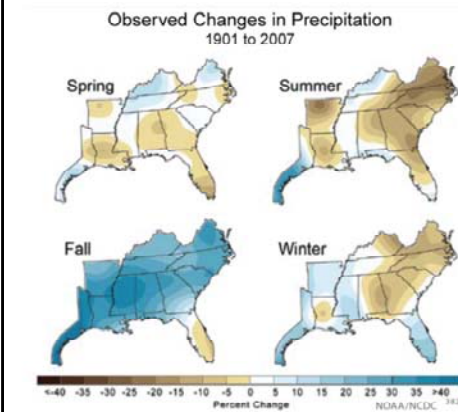 Observed Changes in Precipitation
1901 to 2007
Spring
Summer
Fall
Winter
<-40 -35 -30 -25 -20 -15 -10 -5 0 5 10 15 20 25 30 35 >40
Percent Change
NOAA/NCDC